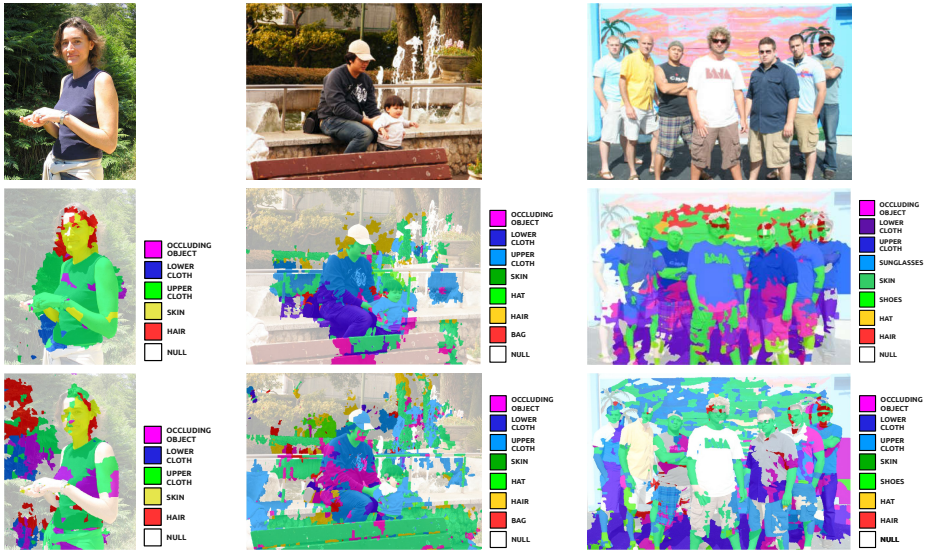 OCCLUDING
OBJECT
LOWER
CLOTH
UPPER
CLOTH
SKIN
HAIR
NULL
OCCLUDING
OBJECT
LOWER
CLOTH
UPPER
CLOTH
SKIN
HAT
HAIR
BAG
NULL
OCCLUDING
OBJECT
LOWER
CLOTH
UPPER
CLOTH
SUNGLASSES
SKIN
SHOES
HAT
HAIR
NULL
OCCLUDING
OBJECT
LOWER
CLOTH
UPPER
CLOTH
SKIN
HAIR
NULL
OCCLUDING
OBJECT
LOWER
CLOTH
UPPER
CLOTH
SKIN
HAT
HAIR
BAG
NULL
OCCLUDING
OBJECT
LOWER
CLOTH
UPPER
CLOTH
SKIN
SHOES
HAT
HAIR
NULL